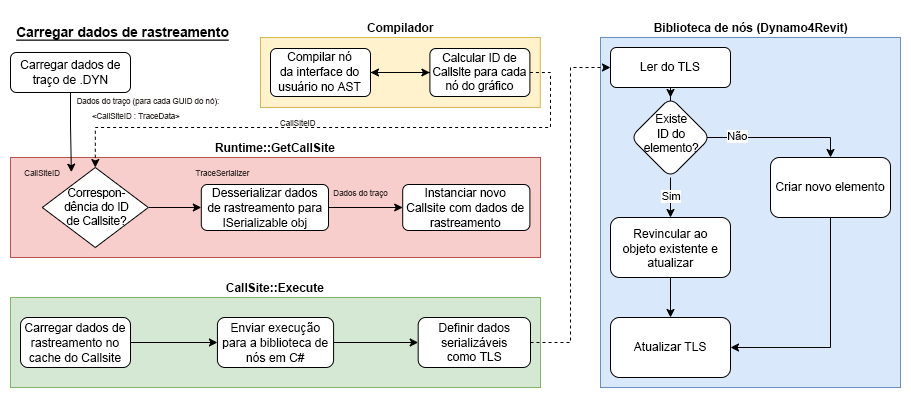 Carregar dados de rastreamento
Carregar dados de
traço de .DYN
Dados do traço (para cada GUID do nó):
<CallSiteID : TraceData>
Compilador
Compilar nó
da interface do
usuário no AST
Calcular ID de
Callsite para cada
nó do gráfico
CallSiteID
Runtime::GetCallSite
CallSiteID
Correspon-
dência do ID
de Callsite?
TraceSerializer
Desserializar dados
de rastreamento para
ISerializable obj
Dados do traço
Instanciar novo
Callsite com dados de
rastreamento
CallSite::Execute
Carregar dados de
rastreamento no
cache do Callsite
Enviar execução
para a biblioteca de
nós em C#
Definir dados
serializáveis
como TLS
Biblioteca de nós (Dynamo4Revit)
Ler do TLS
Existe
ID do
elemento?
Não
Criar novo elemento
Sim
Revincular ao
objeto existente e
atualizar
Atualizar TLS